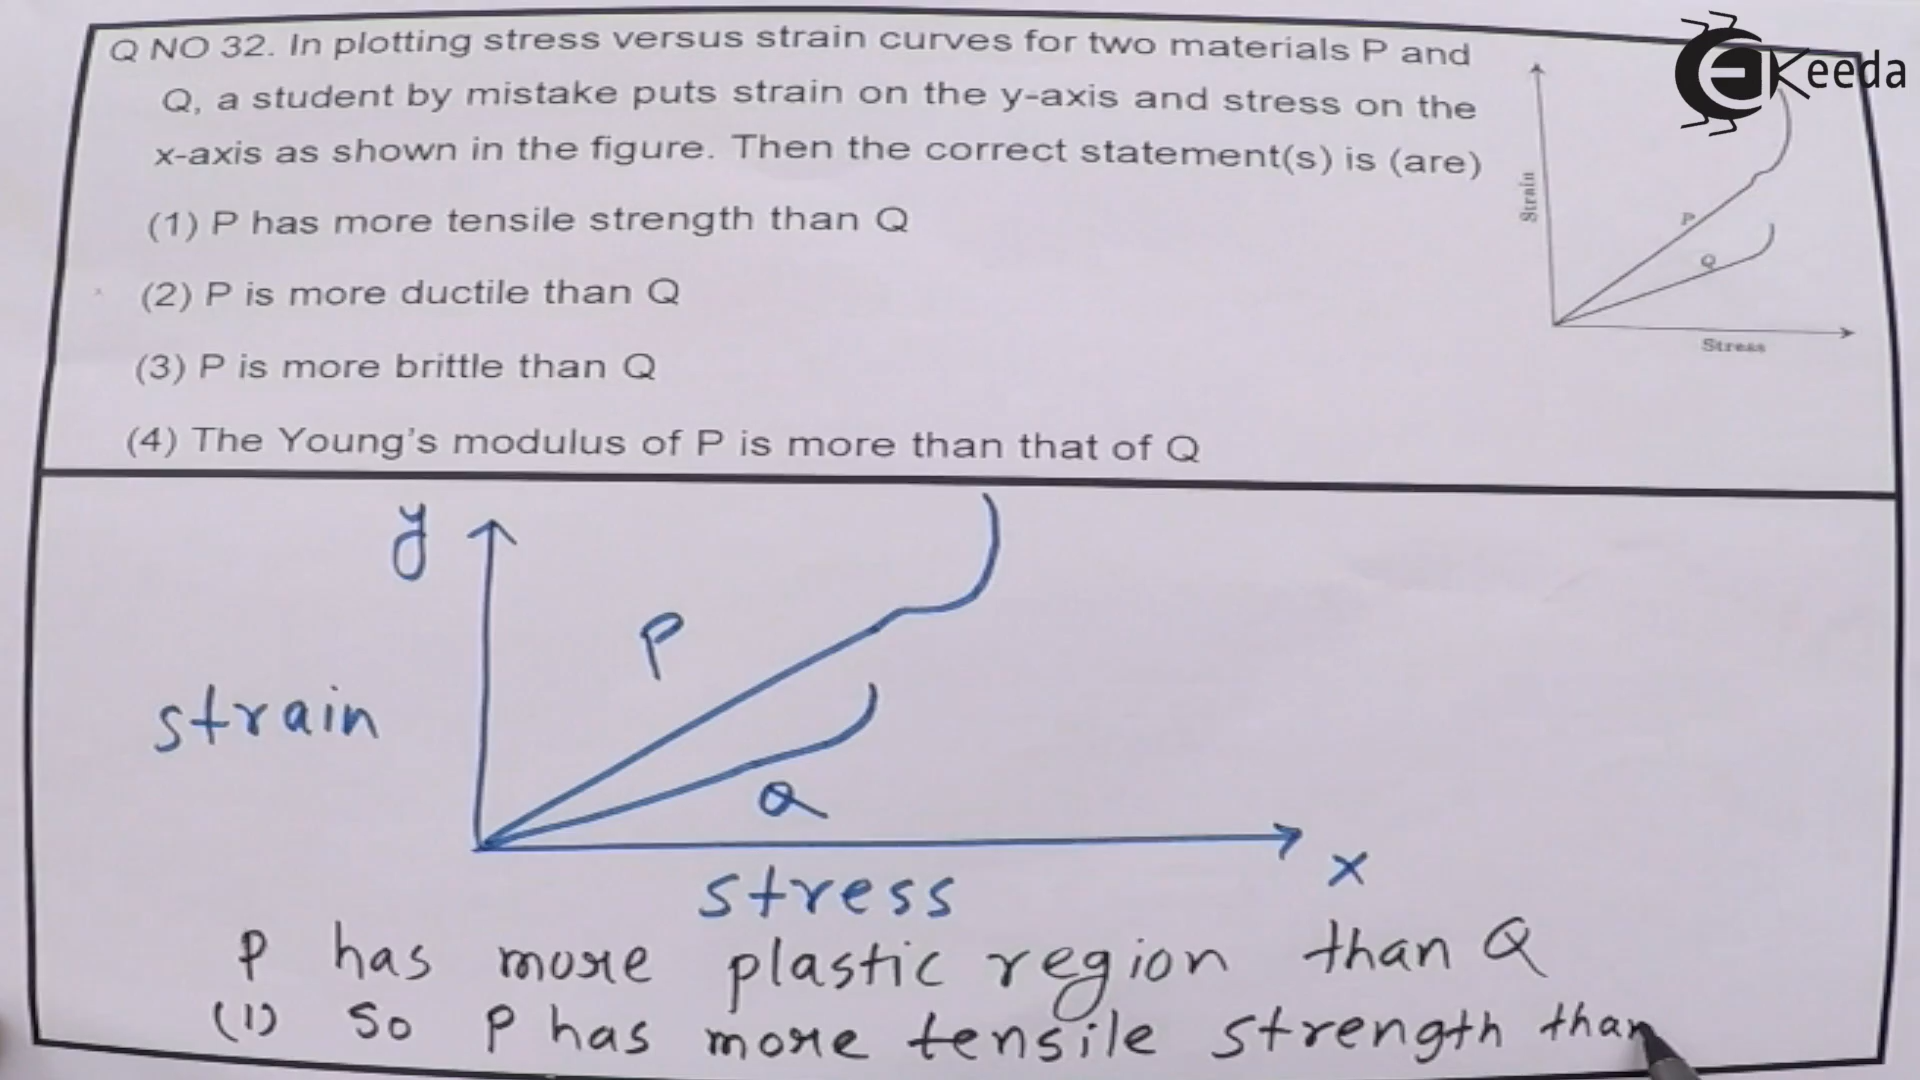 Q NO 32. In plotting stress versus strain curves for two materials P and
Q, a student by mistake puts strain on the y-axis and stress on the
x-axis as shown in the figure. Then the correct statement(s) is (are)
(1) P has more tensile strength than Q
(2) P is more ductile than Q
(3) P is more brittle than Q
(4) The Young's modulus of P is more than that of Q
EKeeda
Strain
P
Q
Stress
y
P
strain
Q
x
stress
P has more plastic region than Q
(1) So P has more tensile strength than